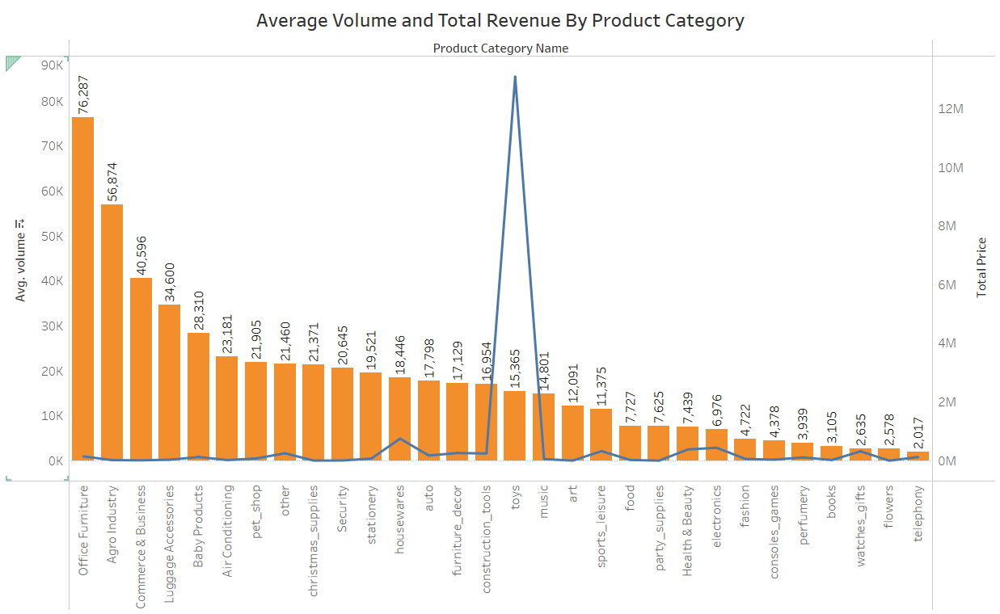 Average Volume and Total Revenue By Product Category
Product Category Name
Avg. volume
90K
80K
70K
60K
50K
40K
30K
20K
10K
0K
76,287
56,874
40,596
34,600
28,310
23,181
21,905
21,460
21,371
20,645
19,521
18,446
17,798
17,129
16,954
15,365
14,801
12,091
11,375
7,727
7,625
7,439
6,976
4,722
4,378
3,939
3,105
2,635
2,578
2,017
12M
10M
8M
6M
4M
2M
0M
Total Price
Office Furniture
Agro Industry
Commerce & Business
Luggage Accessories
Baby Products
Air Conditioning
pet_shop
other
christmas_supplies
Security
stationery
housewares
auto
furniture_decor
construction_tools
toys
music
art
sports_leisure
food
party_supplies
Health & Beauty
electronics
fashion
consoles_games
perfumery
books
watches_gifts
flowers
telephony